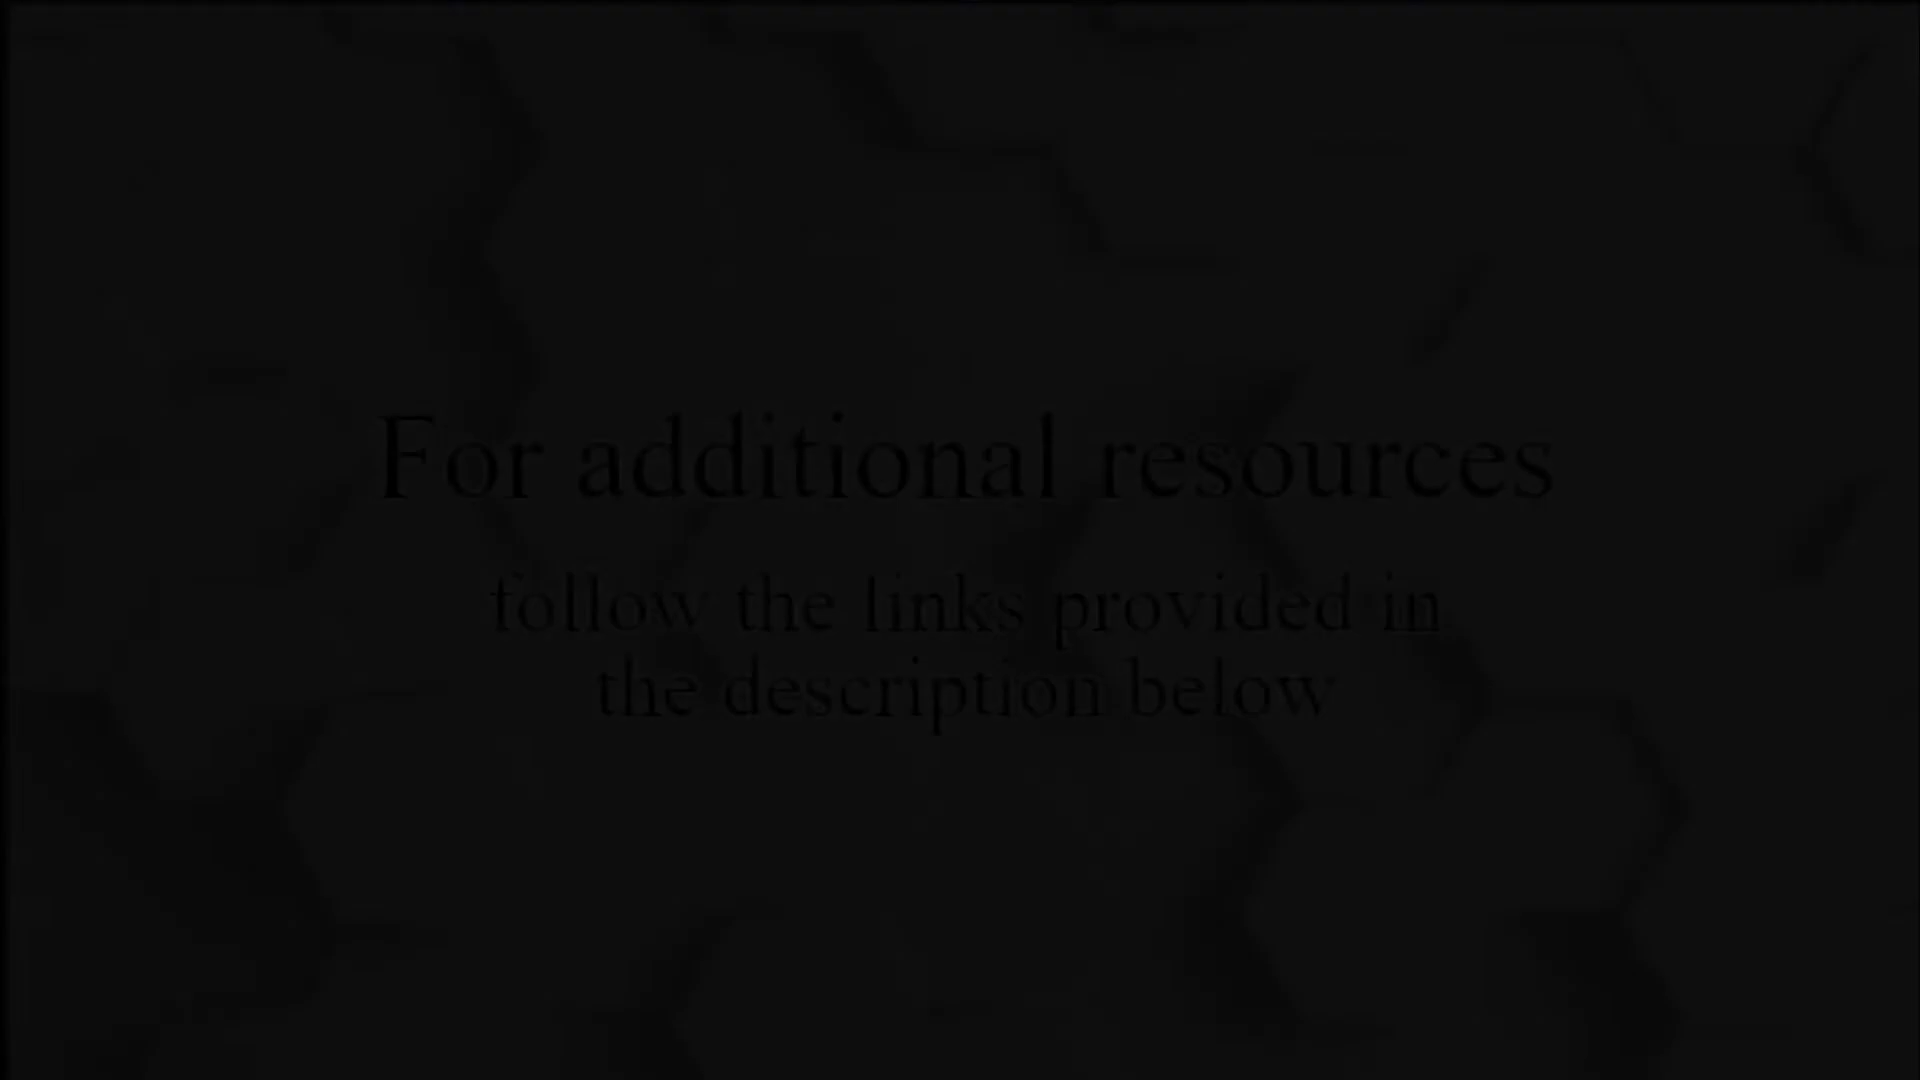 For additional resources
follow the links provided in
the description below